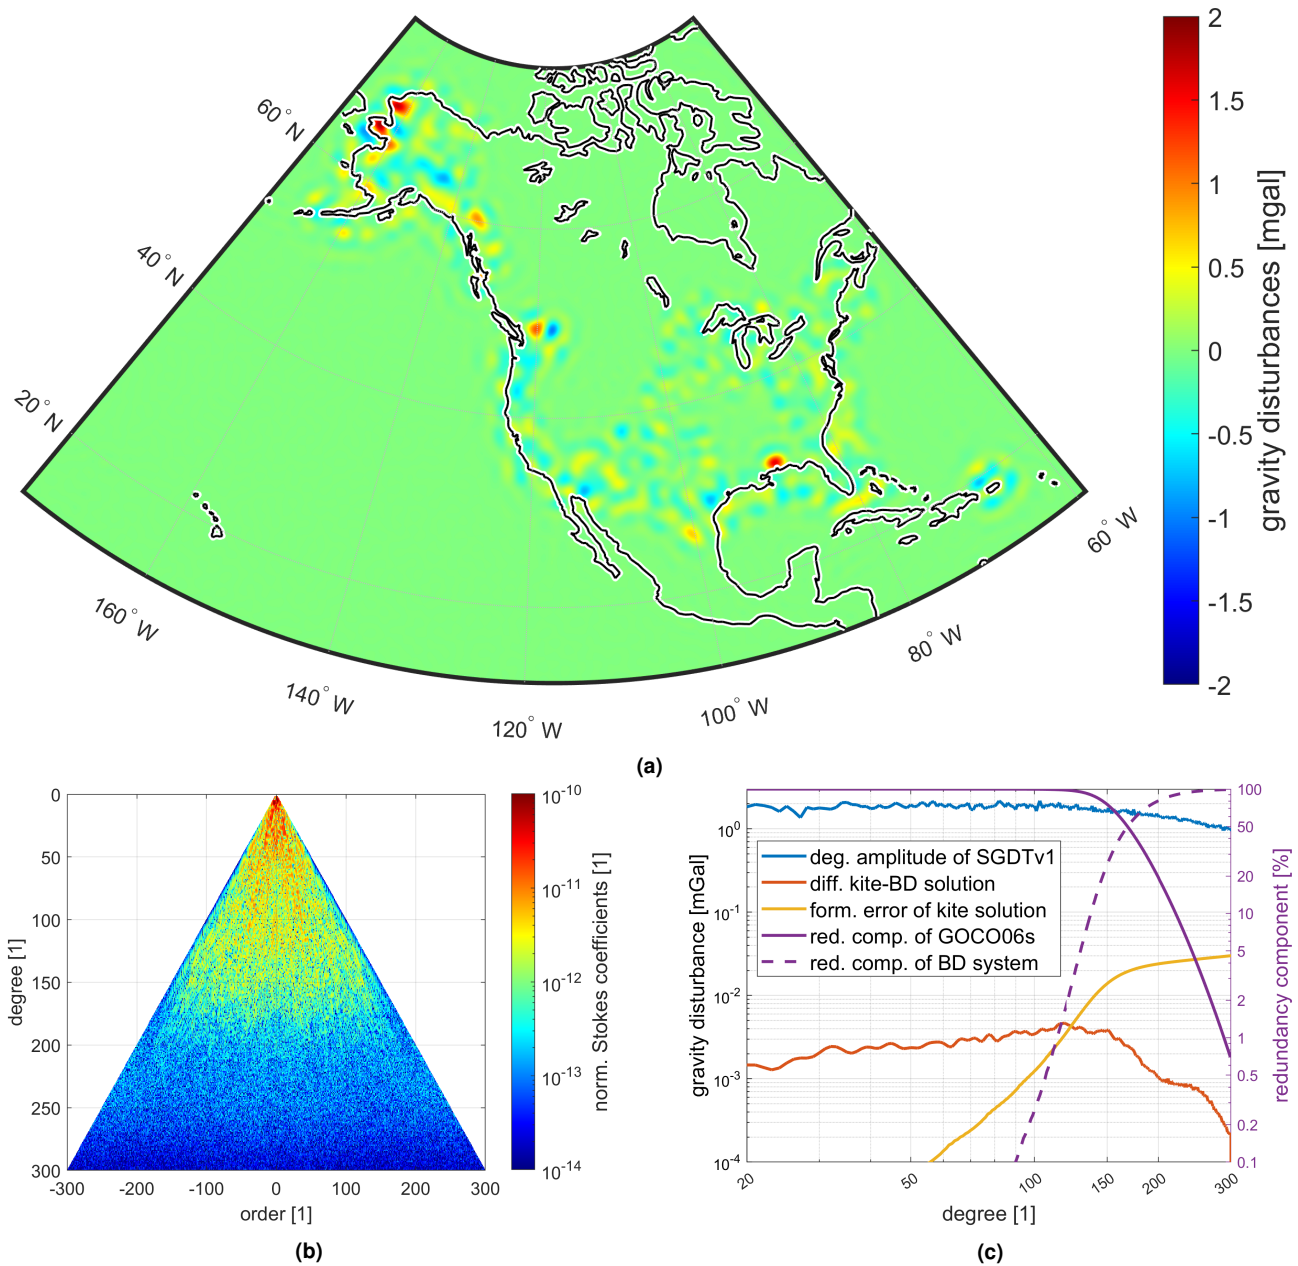 60° N
40° N
20° N
160° W
140° W
120° W
100° W
80° W
60° W
2
1.5
1
0.5
0
-0.5
-1
-1.5
-2
gravity disturbances [mgal]
(a)
0
50
100
150
200
250
300
degree [1]
-300
-200
-100
0
100
200
300
order [1]
10^-10
10^-11
10^-12
10^-13
10^-14
norm. Stokes coefficients [1]
(b)
10^0
10^-1
10^-2
10^-3
10^-4
gravity disturbance [mGal]
deg. amplitude of SGDTv1
diff. kite-BD solution
form. error of kite solution
red. comp. of GOCO06s
red. comp. of BD system
20
50
100
150
200
300
degree [1]
100
50
20
10
5
2
1
0.5
0.2
0.1
redundancy component [%]
(c)